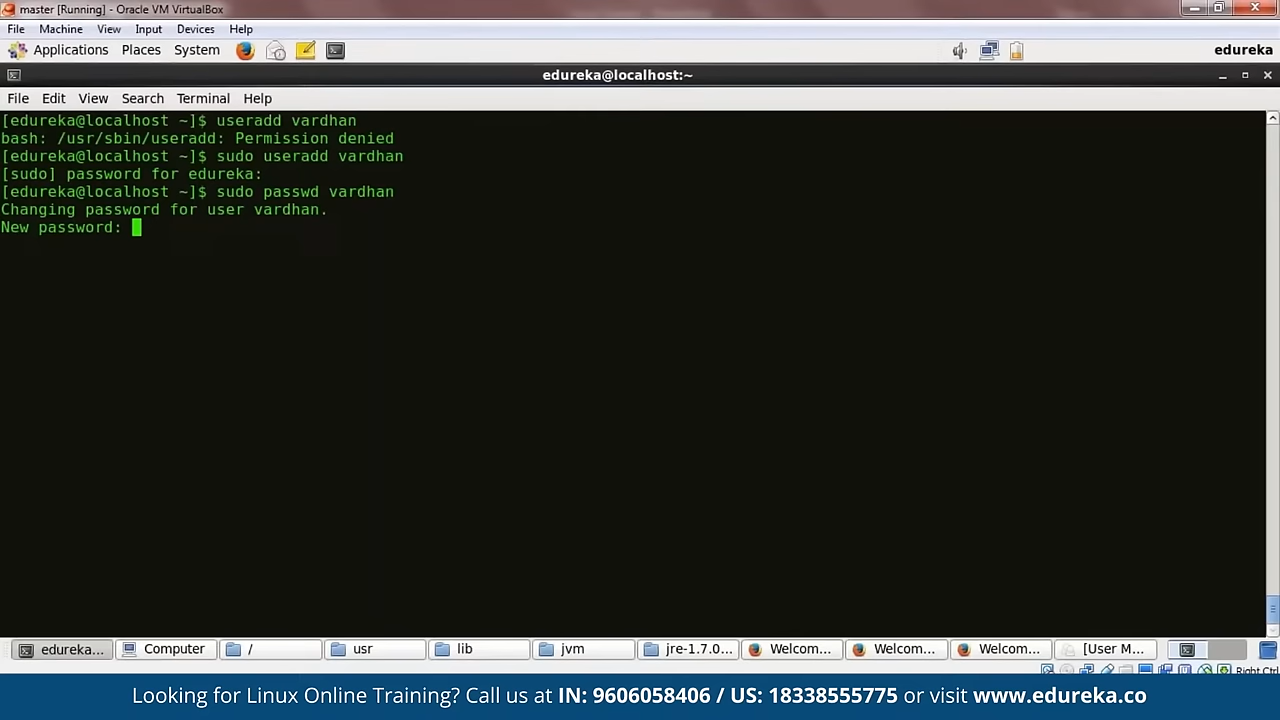 master [Running] - Oracle VM VirtualBox
File Machine View Input Devices Help
Applications Places System edureka
edureka@localhost:~
File Edit View Search Terminal Help
[edureka@localhost ~]$ useradd vardhan
bash: /usr/sbin/useradd: Permission denied
[edureka@localhost ~]$ sudo useradd vardhan
[sudo] password for edureka:
[edureka@localhost ~]$ sudo passwd vardhan
Changing password for user vardhan.
New password:
edureka... Computer / usr lib jvm jre-1.7.0... Welcom... Welcom... Welcom... [User M...
Right Ctrl
Looking for Linux Online Training? Call us at IN: 9606058406 / US: 18338555775 or visit www.edureka.co